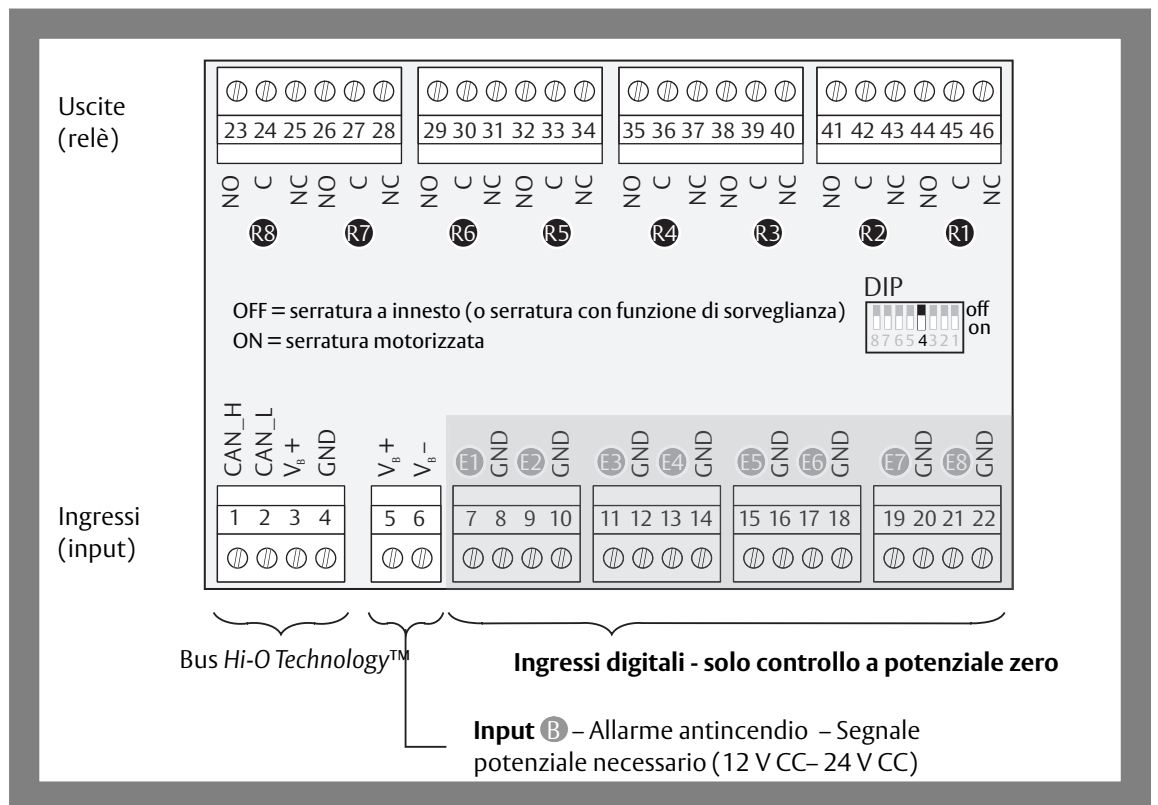 Uscite
(relè)
23 24 25 26 27 28
29 30 31 32 33 34
35 36 37 38 39 40
41 42 43 44 45 46
NO C NC NO C NC
NO C NC NO C NC
NO C NC NO C NC
NO C NC NO C NC
R8 R7 R6 R5 R4 R3 R2 R1
DIP
OFF = serratura a innesto (o serratura con funzione di sorveglianza)
ON = serratura motorizzata
off
on
8 7 6 5 4 3 2 1
CAN_H CAN_L VB+ GND
VB+ VB–
E1 GND E2 GND
E3 GND E4 GND
E5 GND E6 GND
E7 GND E8 GND
Ingressi
(input)
1 2 3 4
5 6
7 8 9 10
11 12 13 14
15 16 17 18
19 20 21 22
Bus Hi-O Technology™
Ingressi digitali - solo controllo a potenziale zero
Input B – Allarme antincendio – Segnale
potenziale necessario (12 V CC– 24 V CC)